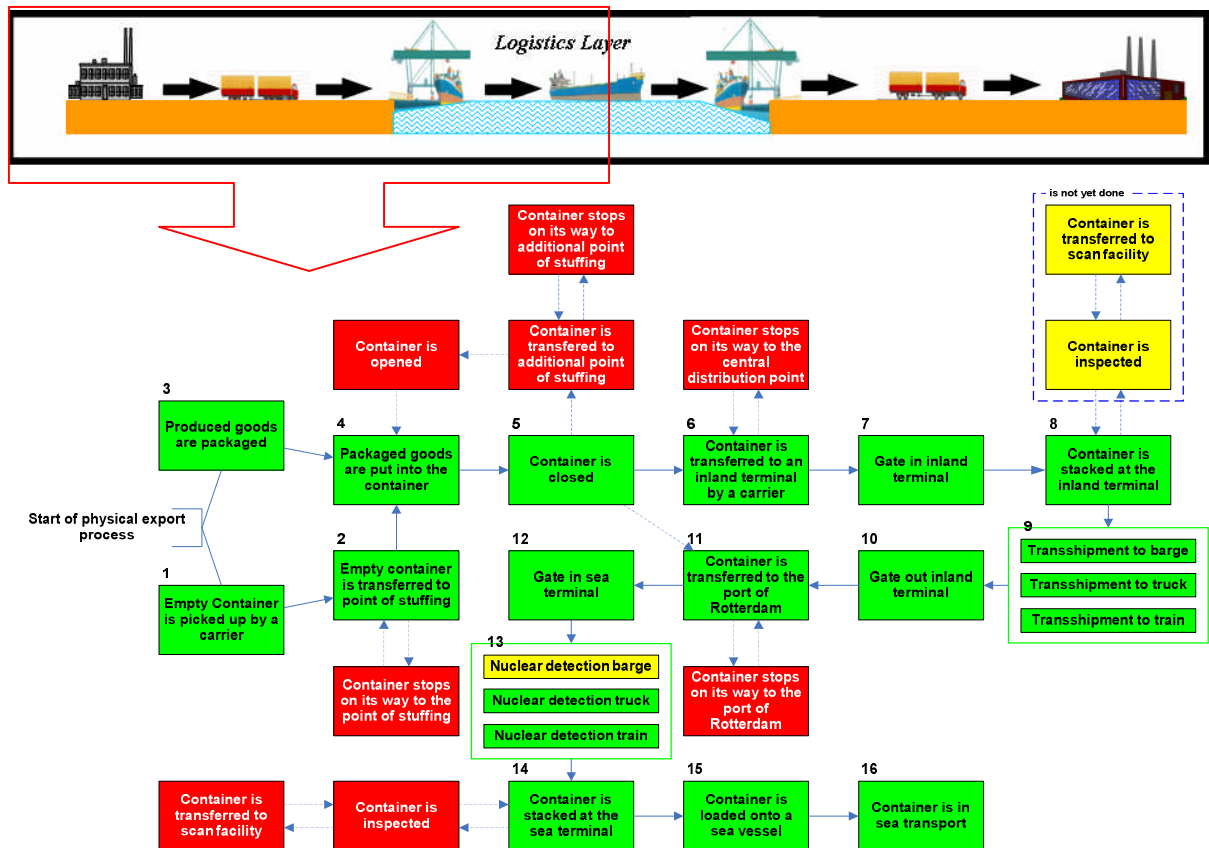 Logistics Layer
is not yet done
Container stops
on its way to
additional point
of stuffing
Container is
transferred to
scan facility
Container is
opened
Container is
transfered to
additional point
of stuffing
Container stops
on its way to the
central
distribution point
Container is
inspected
3
Produced goods
are packaged
4
Packaged goods
are put into the
container
5
Container is
closed
6
Container is
transferred to an
inland terminal
by a carrier
7
Gate in inland
terminal
8
Container is
stacked at the
inland terminal
Start of physical export
process
1
Empty Container
is picked up by a
carrier
2
Empty container
is transferred to
point of stuffing
12
Gate in sea
terminal
11
Container is
transferred to the
port of
Rotterdam
10
Gate out inland
terminal
9
Transshipment to barge
Transshipment to truck
Transshipment to train
Container stops
on its way to the
point of stuffing
13
Nuclear detection barge
Nuclear detection truck
Nuclear detection train
Container stops
on its way to the
port of
Rotterdam
Container is
transferred to
scan facility
Container is
inspected
14
Container is
stacked at the
sea terminal
15
Container is
loaded onto a
sea vessel
16
Container is in
sea transport